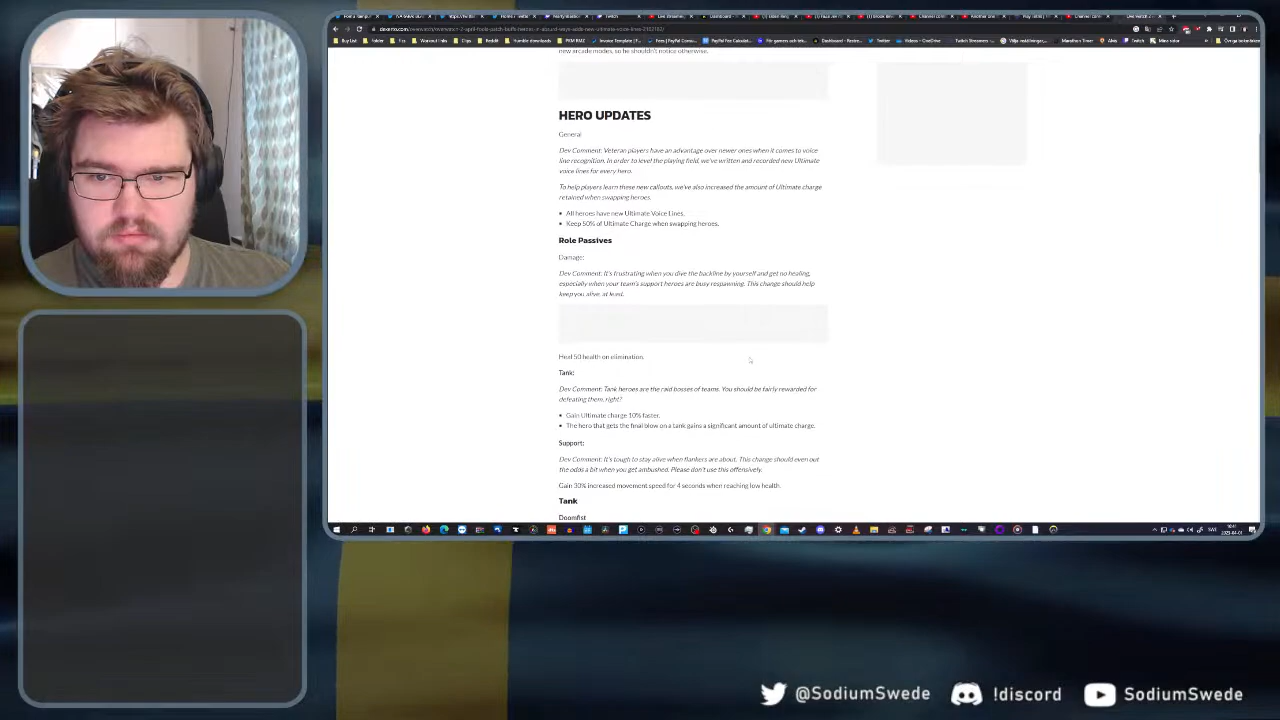 new arcade modes, so he shouldn't notice otherwise.
HERO UPDATES
General
Dev Comment: Veteran players have an advantage over newer ones when it comes to voice
line recognition. In order to level the playing field, we've written and recorded new Ultimate
voice lines for every hero.
To help players learn these new callouts, we've also increased the amount of Ultimate charge
retained when swapping heroes.
All heroes have new Ultimate Voice Lines.
Keep 50% of Ultimate Charge when swapping heroes.
Role Passives
Damage:
Dev Comment: It's frustrating when you dive the backline by yourself and get no healing,
especially when your team's support heroes are busy respawning. This change should help
keep you alive, at least.
Heal 50 health on elimination.
Tank:
Dev Comment: Tank heroes are the raid bosses of teams. You should be fairly rewarded for
defeating them, right?
Gain Ultimate charge 10% faster.
The hero that gets the final blow on a tank gains a significant amount of ultimate charge.
Support:
Dev Comment: It's tough to stay alive when flankers are about. This change should even out
the odds a bit when you get ambushed. Please don't use this offensively.
Gain 30% increased movement speed for 4 seconds when reaching low health.
Tank
Doomfist
@SodiumSwede
!discord
SodiumSwede